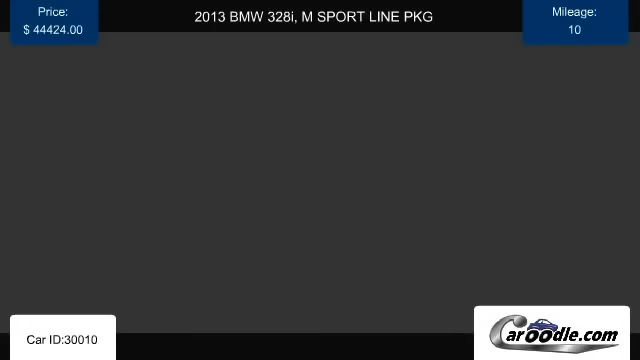 Price:
$ 44424.00
2013 BMW 328i, M SPORT LINE PKG
Mileage:
10
Car ID:30010
Caroodle.com